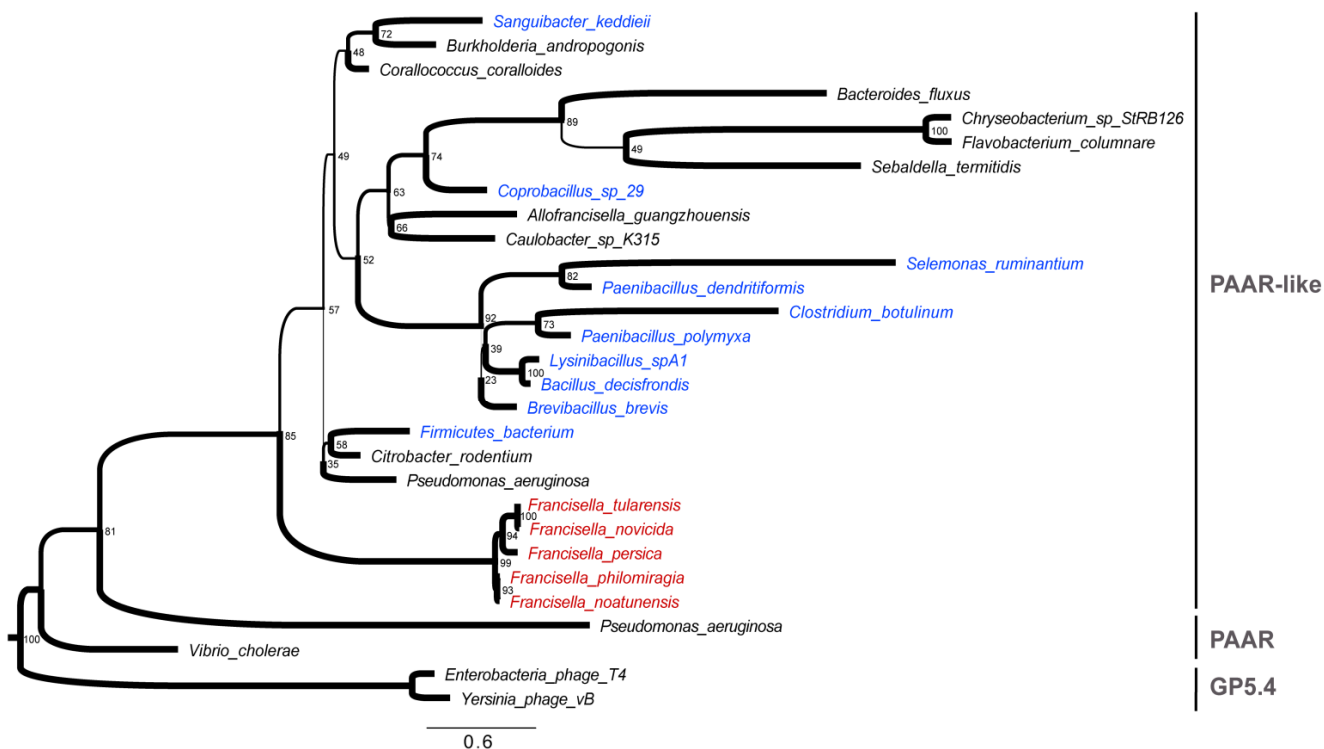 Sanguibacter_keddieii
72
Burkholderia_andropogonis
48
Corallococcus_coralloides
Bacteroides_fluxus
89
Chryseobacterium_sp_StRB126
100
Flavobacterium_columnare
49
49
74
Sebaldella_termitidis
63
Coprobacillus_sp_29
Allofrancisella_guangzhouensis
66
Caulobacter_sp_K315
52
Selemonas_ruminantium
82
PAAR-like
Paenibacillus_dendritiformis
57
Clostridium_botulinum
92
73
Paenibacillus_polymyxa
39
Lysinibacillus_spA1
100
23
Bacillus_decisfrondis
Brevibacillus_brevis
85
Firmicutes_bacterium
58
Citrobacter_rodentium
35
Pseudomonas_aeruginosa
Francisella_tularensis
100
Francisella_novicida
81
94
Francisella_persica
99
Francisella_philomiragia
93
Francisella_noatunensis
Pseudomonas_aeruginosa
100
PAAR
Vibrio_cholerae
Enterobacteria_phage_T4
GP5.4
Yersinia_phage_vB
0.6